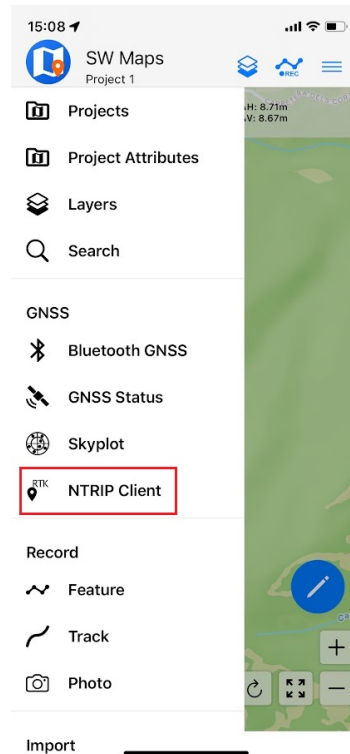 15:08
SW Maps
Project 1
REC
Projects
H: 8.71m
V: 8.67m
Project Attributes
Layers
Search
GNSS
Bluetooth GNSS
GNSS Status
Skyplot
RTK
NTRIP Client
Record
Feature
Track
Photo
Import